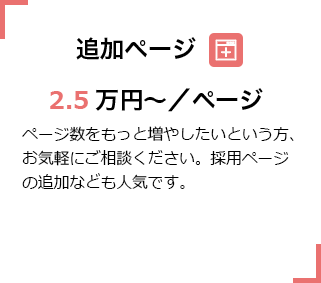 追加ページ
2.5 万円～／ページ
ページ数をもっと増やしたいという方、
お気軽にご相談ください。採用ページ
の追加なども人気です。